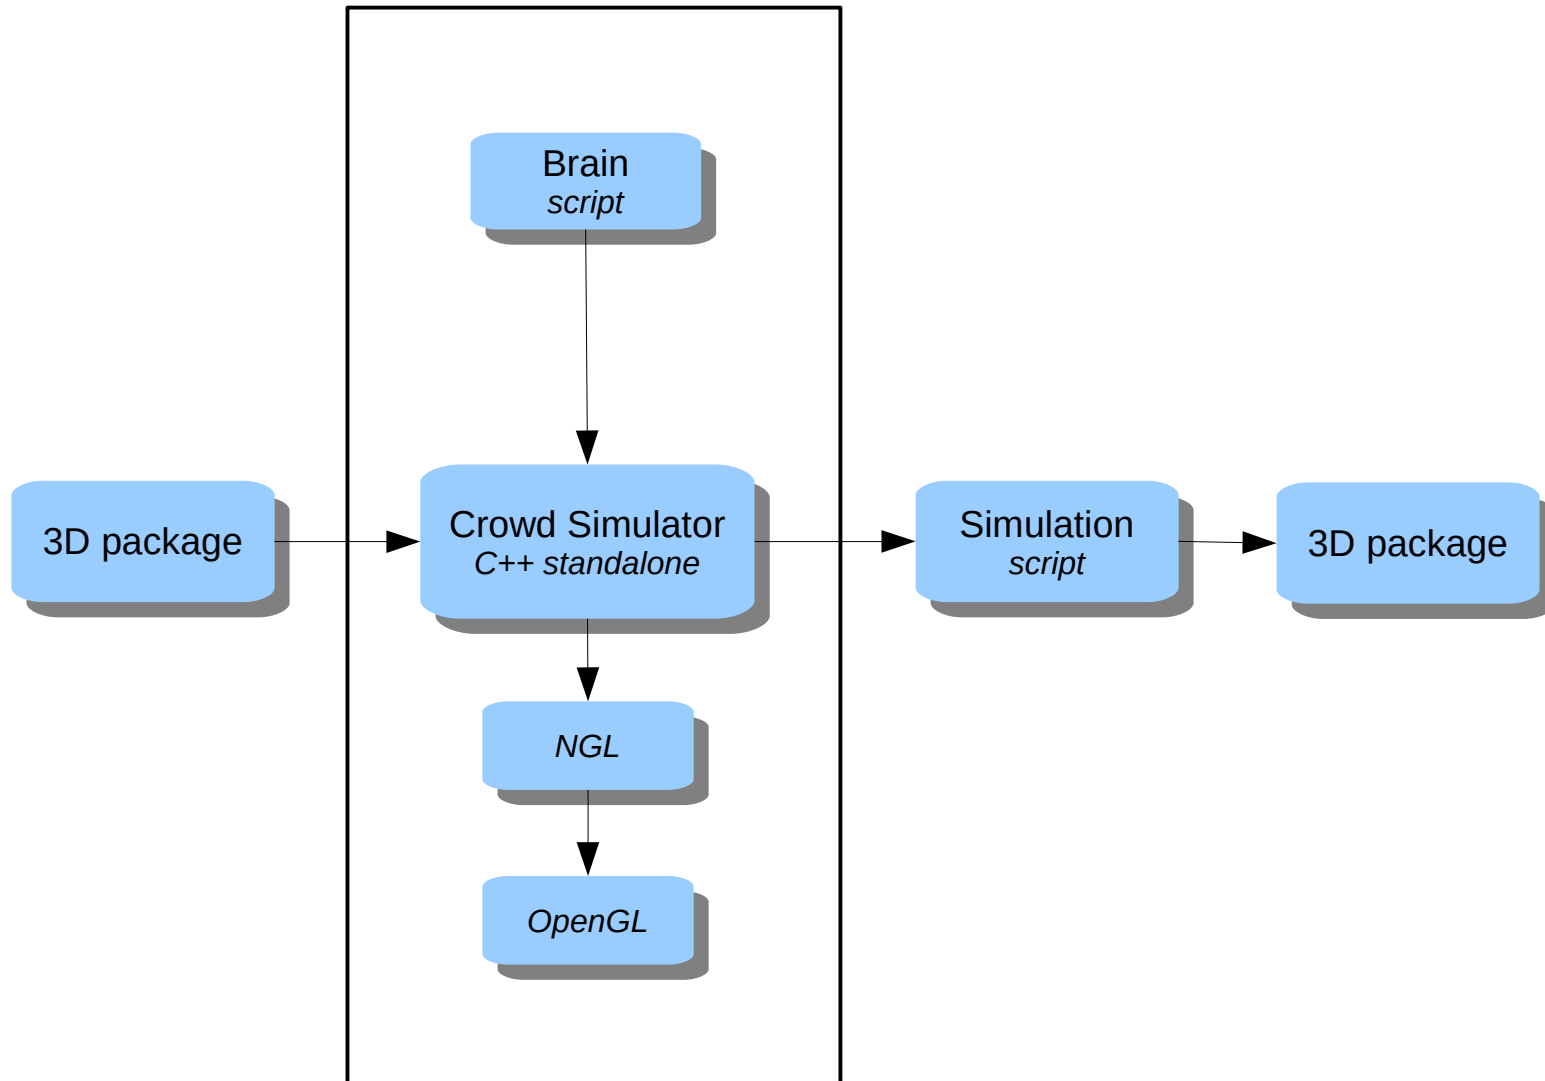 Brain
script
3D package
Crowd Simulator
C++ standalone
Simulation
script
3D package
NGL
OpenGL